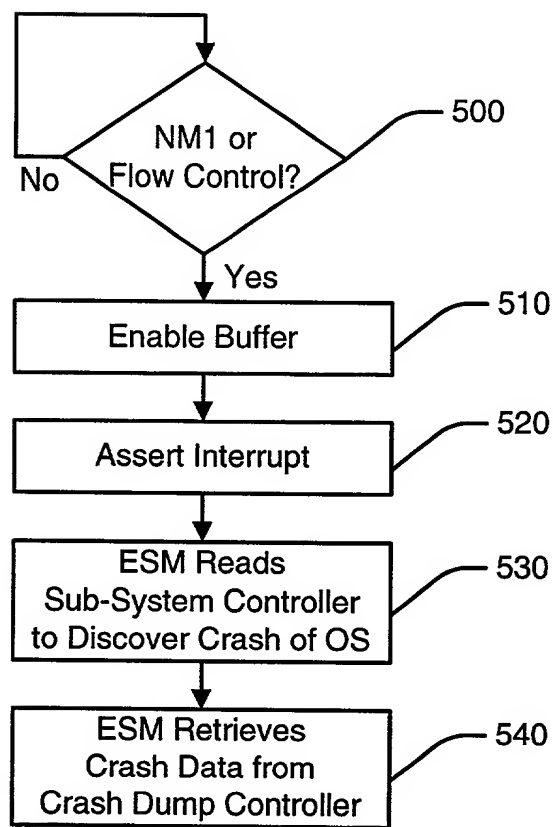 NM1 or
Flow Control?
500
No
Yes
510
Enable Buffer
520
Assert Interrupt
530
ESM Reads
Sub-System Controller
to Discover Crash of OS
540
ESM Retrieves
Crash Data from
Crash Dump Controller